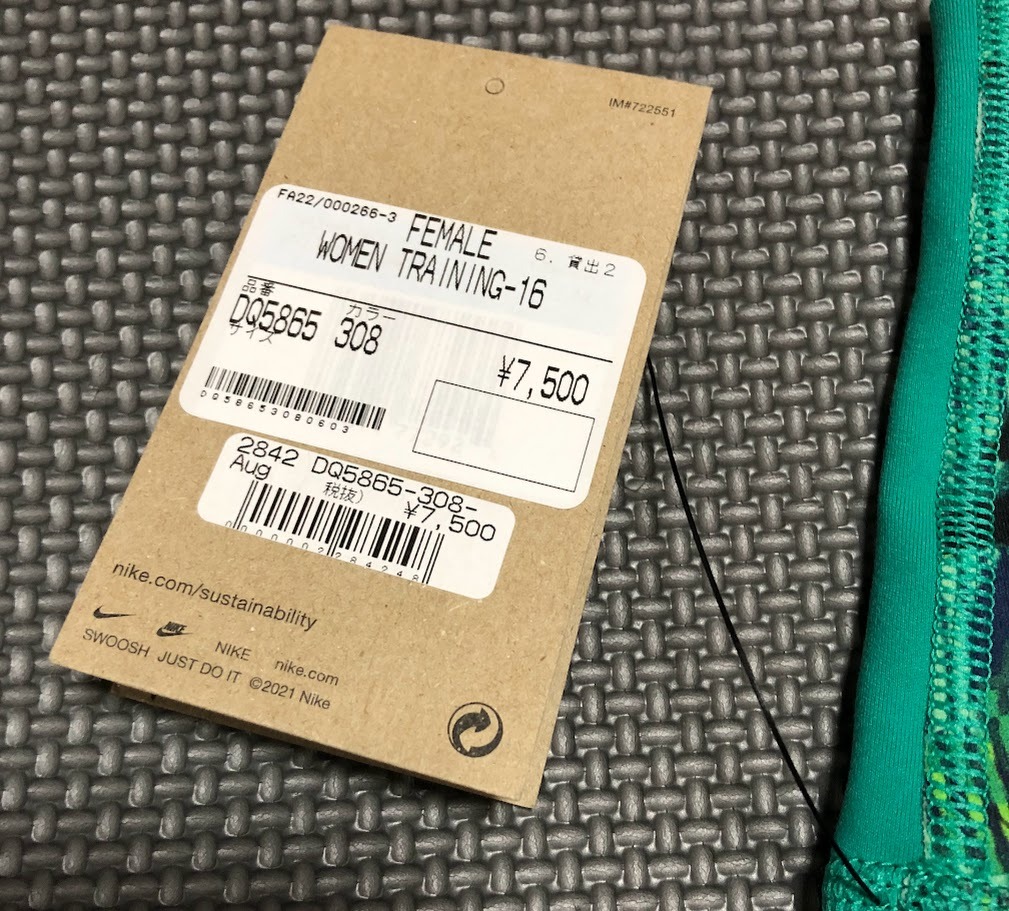 IM#722551
FA22/000266-3
FEMALE
6. 貸出2
WOMEN TRAINING-16
品番 カラー
DQ5865 308
サイズ
¥7,500
DQ58653080603
2842 DQ5865-308-
Aug
税抜)
¥7,500
nike.com/sustainability
NIKE nike.com
SWOOSH JUST DO IT ©2021 Nike